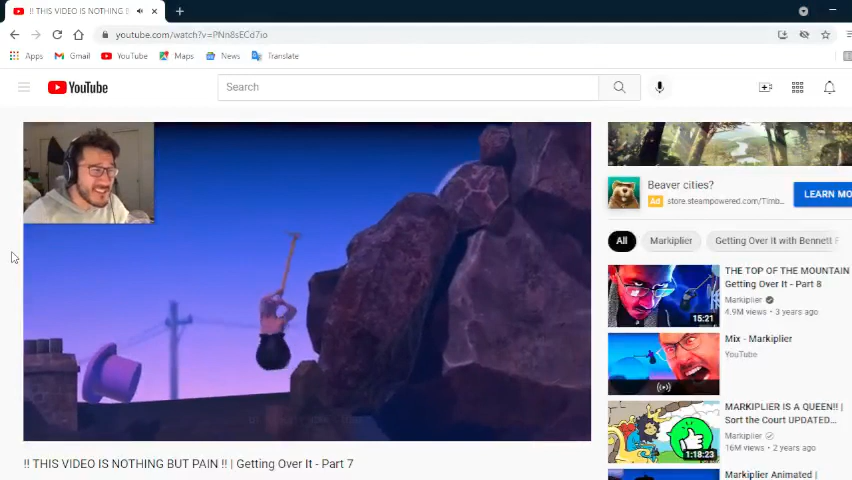 !! THIS VIDEO IS NOTHING !
youtube.com/watch?v=PNn8sECd7io
Apps
Gmail
YouTube
Maps
News
Translate
YouTube
Search
Beaver cities?
Ad store.steampowered.com/Timb...
LEARN MO
All
Markiplier
Getting Over It with Bennett F
THE TOP OF THE MOUNTAIN
Getting Over It - Part 8
Markiplier
4.9M views • 3 years ago
15:21
Mix - Markiplier
YouTube
MARKIPLIER IS A QUEEN!! |
Sort the Court UPDATED...
Markiplier
16M views • 2 years ago
1:18:23
!! THIS VIDEO IS NOTHING BUT PAIN !! | Getting Over It - Part 7
Markiplier Animated |